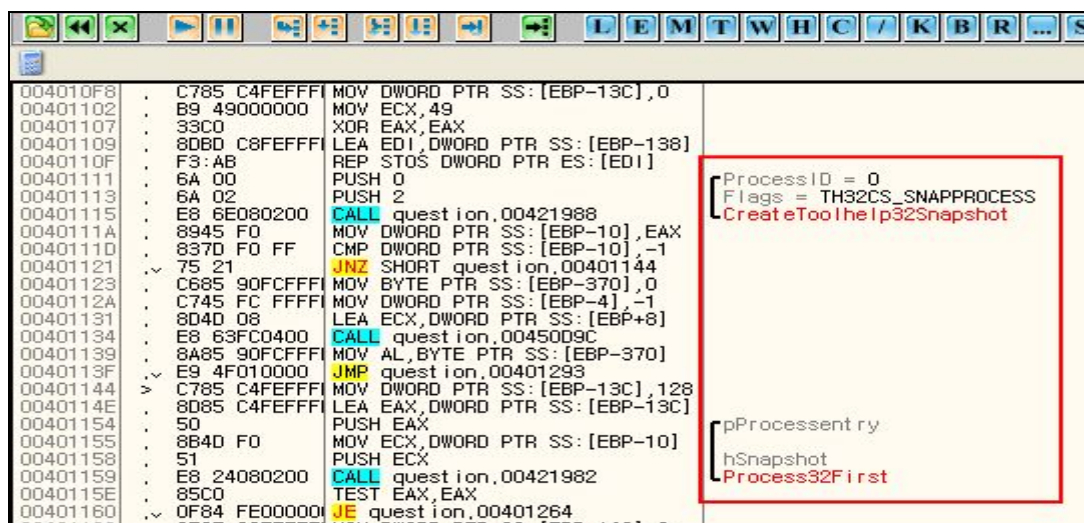 L E M T W H C / K B R ... S
004010F8 . C785 C4FEFFFF MOV DWORD PTR SS:[EBP-13C],0
00401102 . B9 49000000 MOV ECX,49
00401107 . 33C0 XOR EAX,EAX
00401109 . 8DBD C8FEFFFF LEA EDI,DWORD PTR SS:[EBP-138]
0040110F . F3:AB REP STOS DWORD PTR ES:[EDI]
00401111 . 6A 00 PUSH 0 ProcessID = 0
00401113 . 6A 02 PUSH 2 Flags = TH32CS_SNAPPROCESS
00401115 . E8 6E080200 CALL question.00421988 CreateToolhelp32Snapshot
0040111A . 8945 F0 MOV DWORD PTR SS:[EBP-10],EAX
0040111D . 837D F0 FF CMP DWORD PTR SS:[EBP-10],-1
00401121 .v 75 21 JNZ SHORT question.00401144
00401123 . C685 90FCFFFF MOV BYTE PTR SS:[EBP-370],0
0040112A . C745 FC FFFFF MOV DWORD PTR SS:[EBP-4],-1
00401131 . 8D4D 08 LEA ECX,DWORD PTR SS:[EBP+8]
00401134 . E8 63FC0400 CALL question.00450D9C
00401139 . 8A85 90FCFFFF MOV AL,BYTE PTR SS:[EBP-370]
0040113F .v E9 4F010000 JMP question.00401293
00401144 > C785 C4FEFFFF MOV DWORD PTR SS:[EBP-13C],128
0040114E . 8D85 C4FEFFFF LEA EAX,DWORD PTR SS:[EBP-13C]
00401154 . 50 PUSH EAX pProcessentry
00401155 . 8B4D F0 MOV ECX,DWORD PTR SS:[EBP-10]
00401158 . 51 PUSH ECX hSnapshot
00401159 . E8 24080200 CALL question.00421982 Process32First
0040115E . 85C0 TEST EAX,EAX
00401160 .v 0F84 FE000000 JE question.00401264